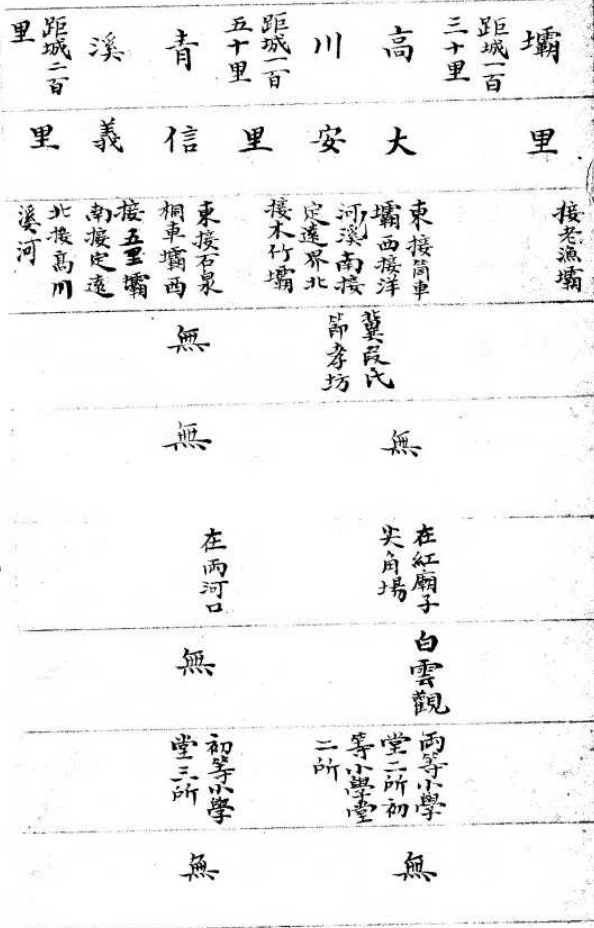 壩
距城一百
三十里
里
接老漁壩
高
川
距城一百
五十里
大
安
里
東接筒車
壩西接洋
河溪南接
定遠界北
接木竹壩
冀段氏
節孝坊
無
在紅廟子
尖角場
白雲觀
両等小學
堂二所初
等小學堂
二所
無
青
溪
距城二百
里
信
義
里
東接石泉
桐車壩西
接五里壩
南接定遠
北接高川
溪河
無
無
在両河口
無
初等小學
堂三所
無